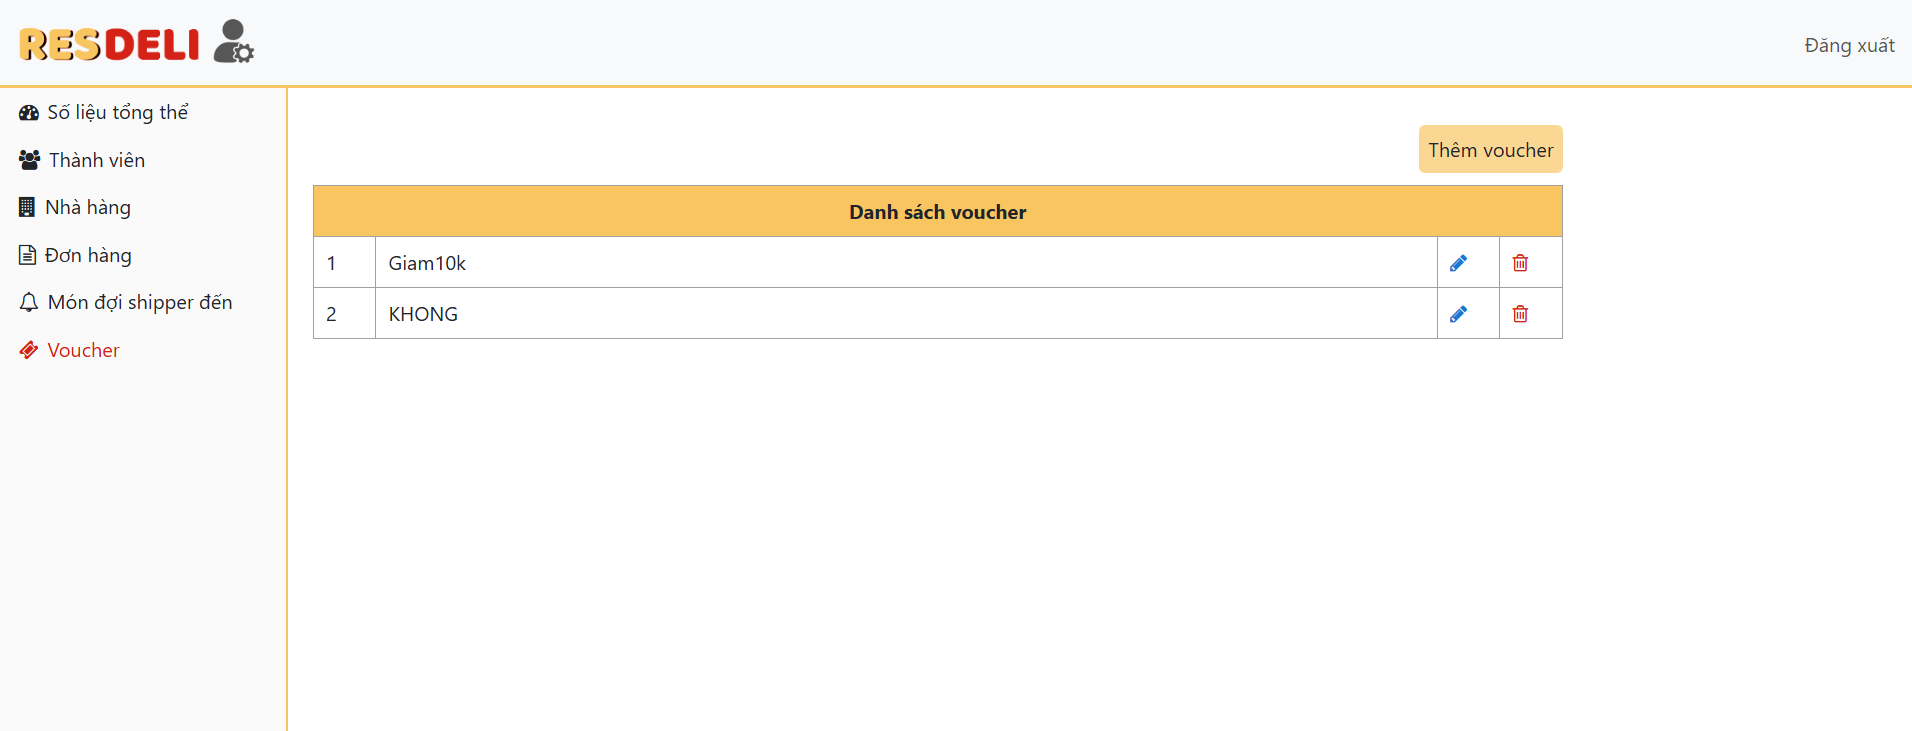 RESDELI
Đăng xuất
Số liệu tổng thể
Thành viên
Nhà hàng
Đơn hàng
Món đợi shipper đến
Voucher
Thêm voucher
Danh sách voucher
1 Giam10k
2 KHONG